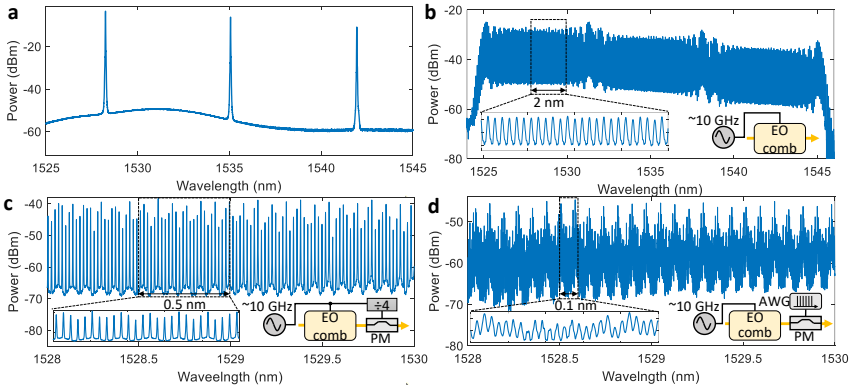 a
Power (dBm)
-20
-40
-60
1525
1530
1535
1540
1545
Wavelength (nm)
b
Power (dBm)
-20
-40
-60
-80
2 nm
~10 GHz
EO
comb
1525
1530
1535
1540
1545
Wavelength (nm)
c
Power (dBm)
-40
-50
-60
-70
-80
0.5 nm
~10 GHz
÷4
EO
comb
PM
1528
1528.5
1529
1529.5
1530
Waveelngth (nm)
d
Power (dBm)
-50
-60
-70
-80
0.1 nm
~10 GHz
AWG
EO
comb
PM
1528
1528.5
1529
1529.5
1530
Wavelength (nm)